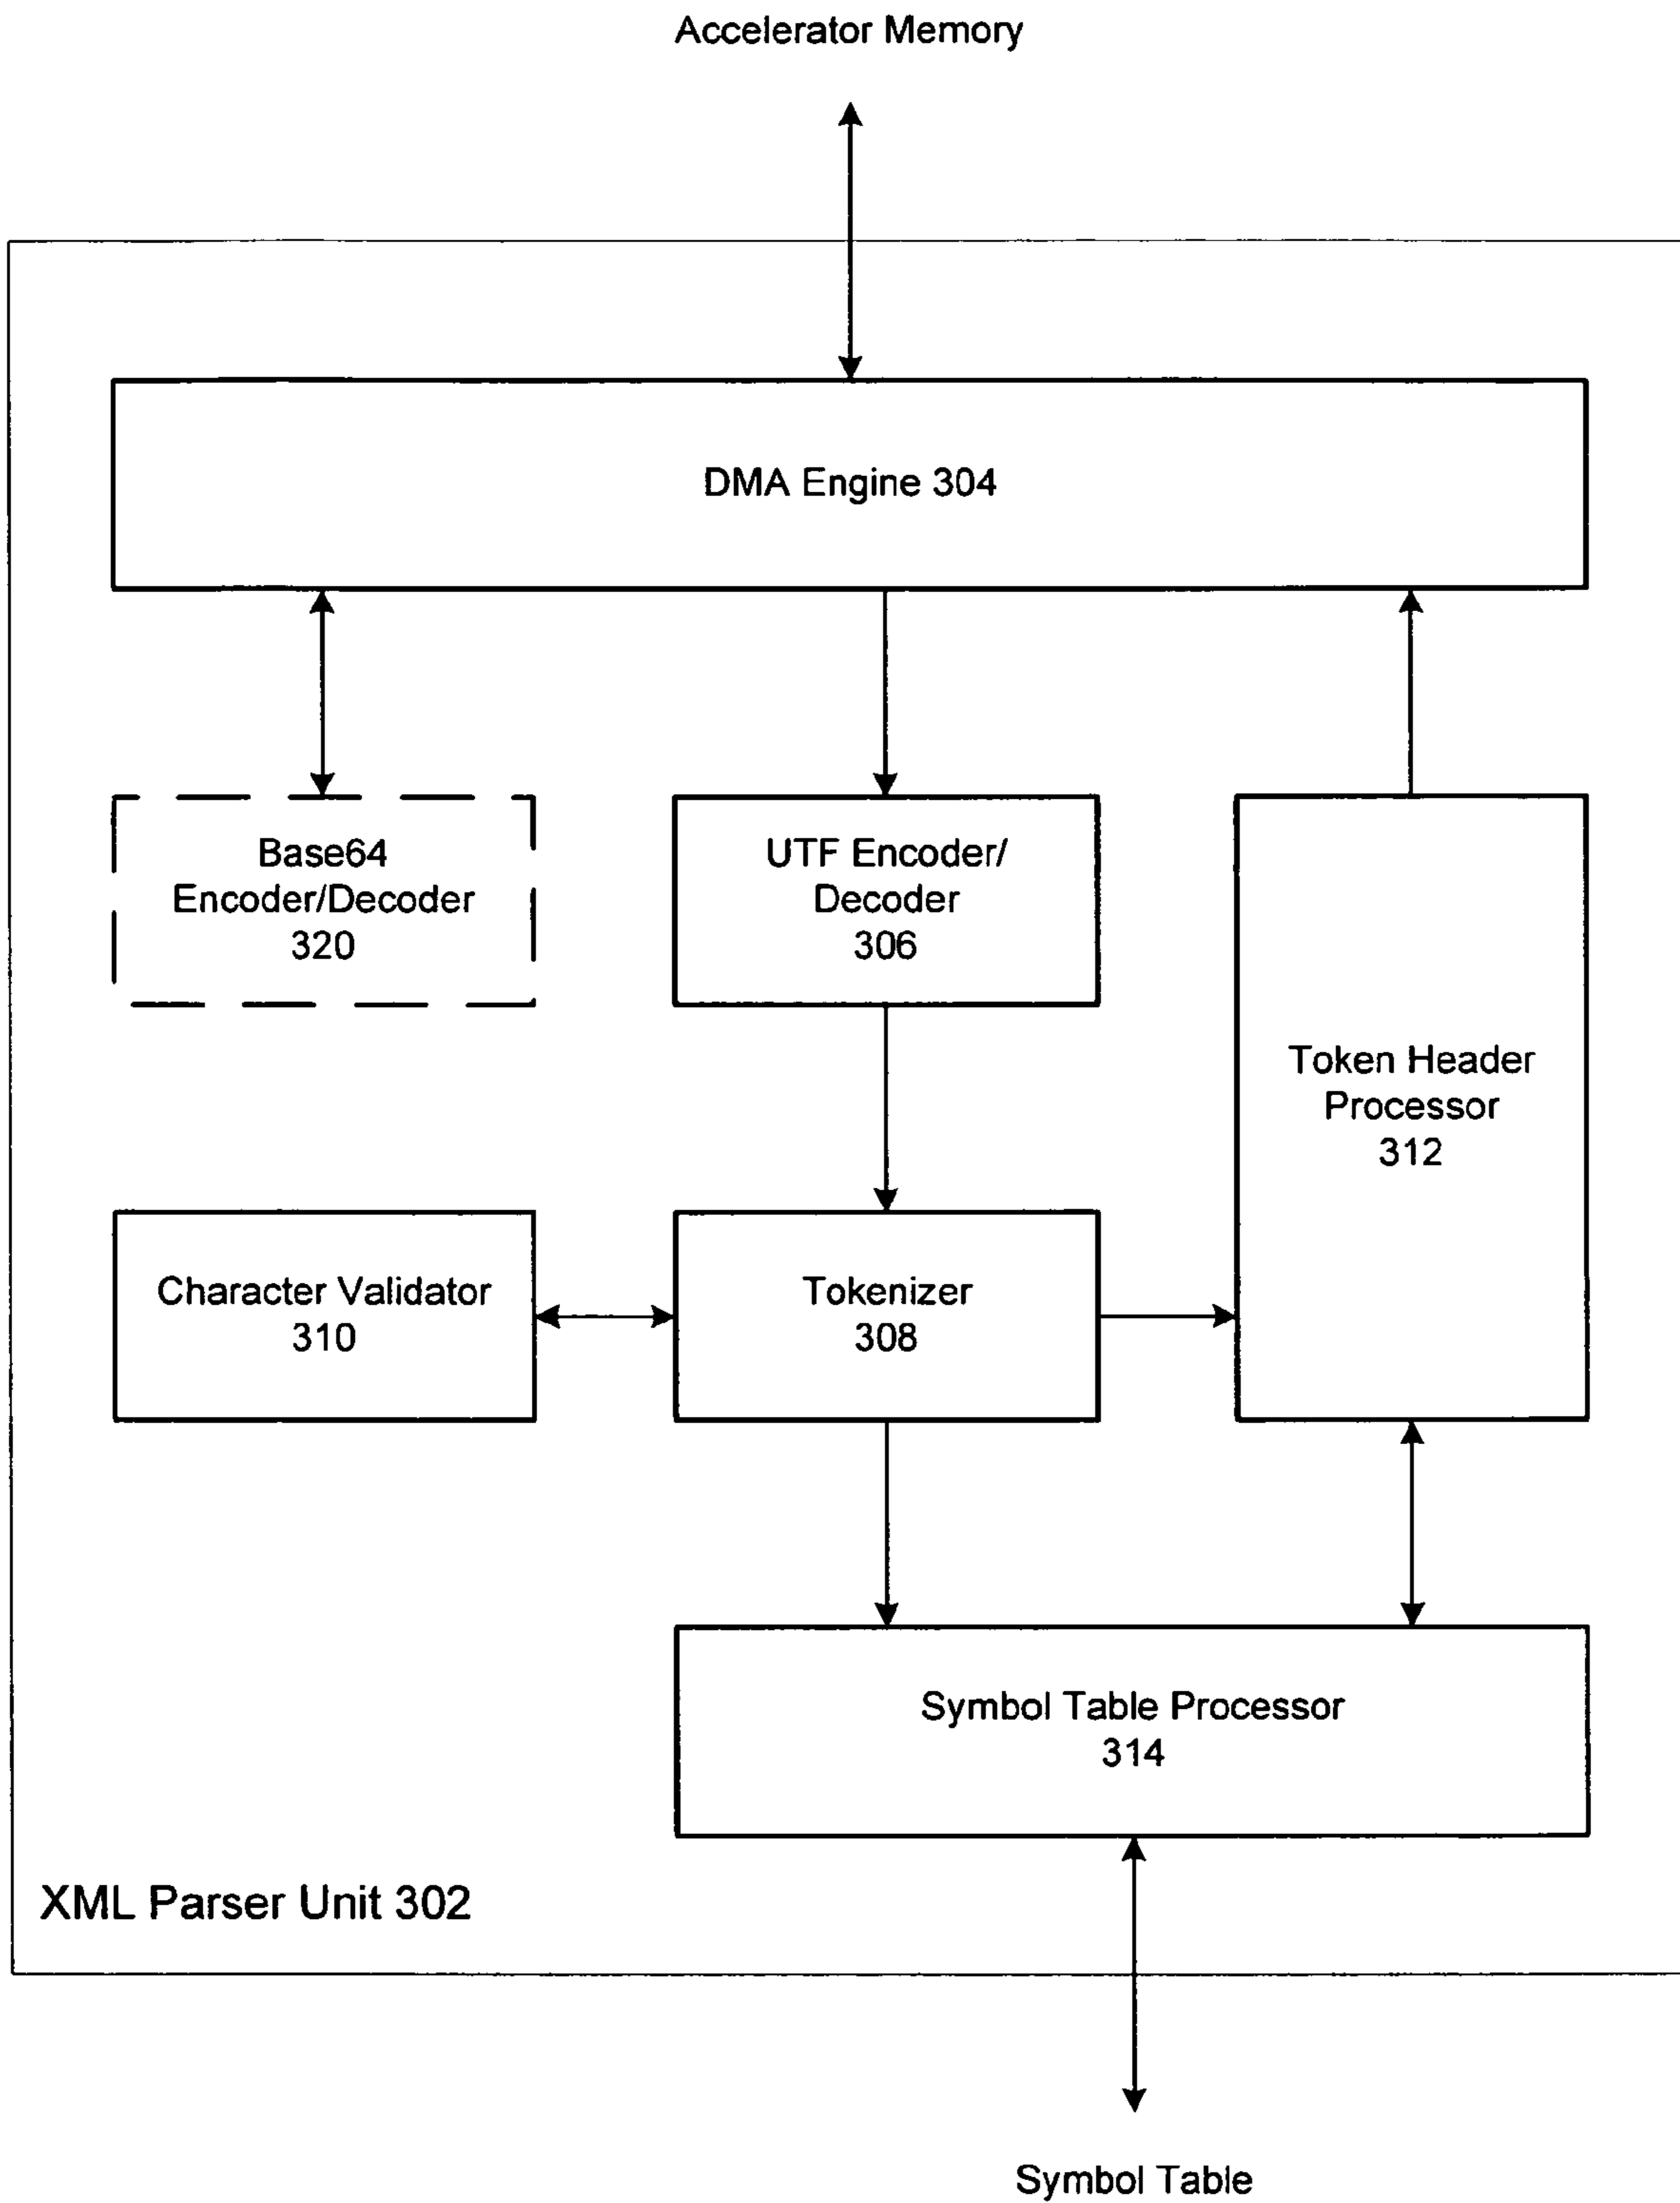 Accelerator Memory
DMA Engine 304
Base64
Encoder/Decoder
320
UTF Encoder/
Decoder
306
Token Header
Processor
312
Character Validator
310
Tokenizer
308
Symbol Table Processor
314
XML Parser Unit 302
Symbol Table